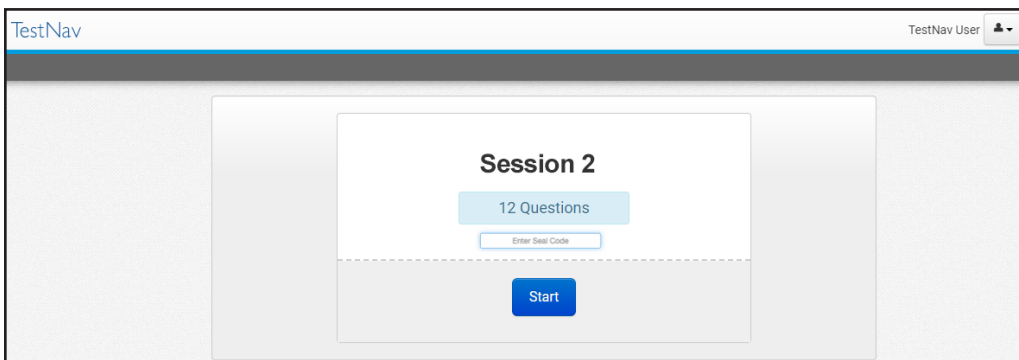 TestNav
TestNav User
Session 2
12 Questions
Enter Seal Code
Start